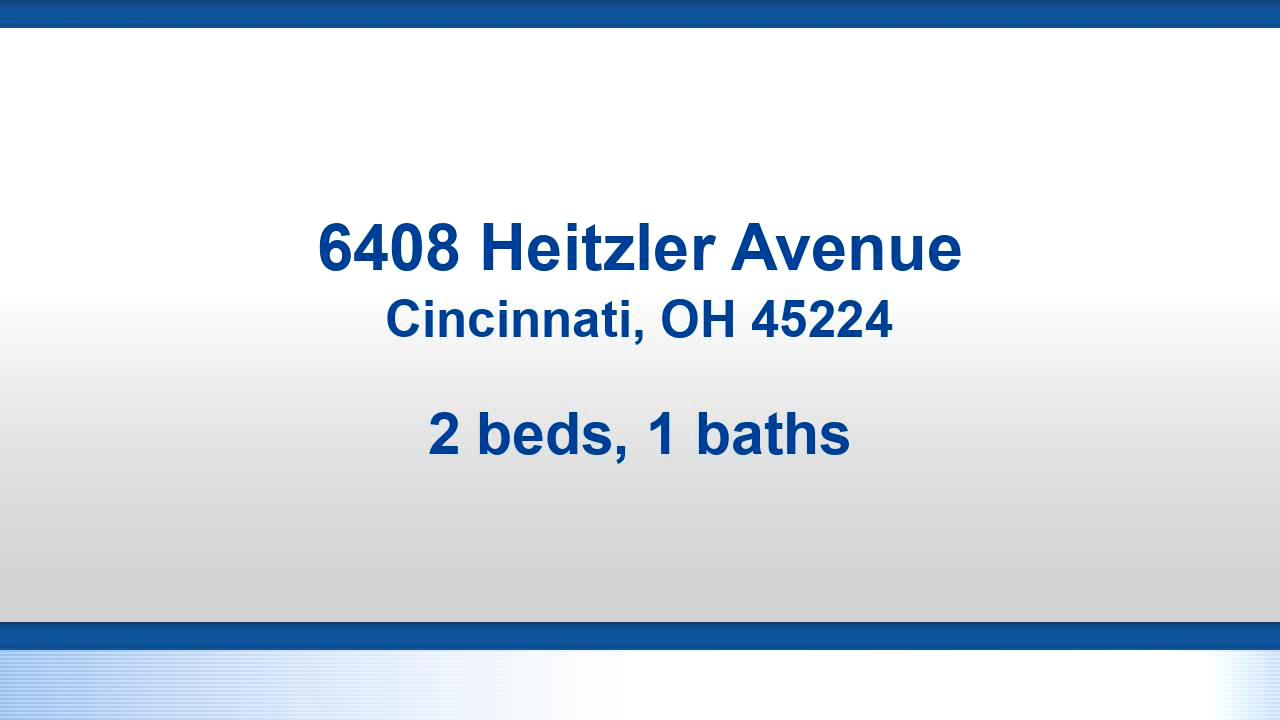 6408 Heitzler Avenue
Cincinnati, OH 45224
2 beds, 1 baths